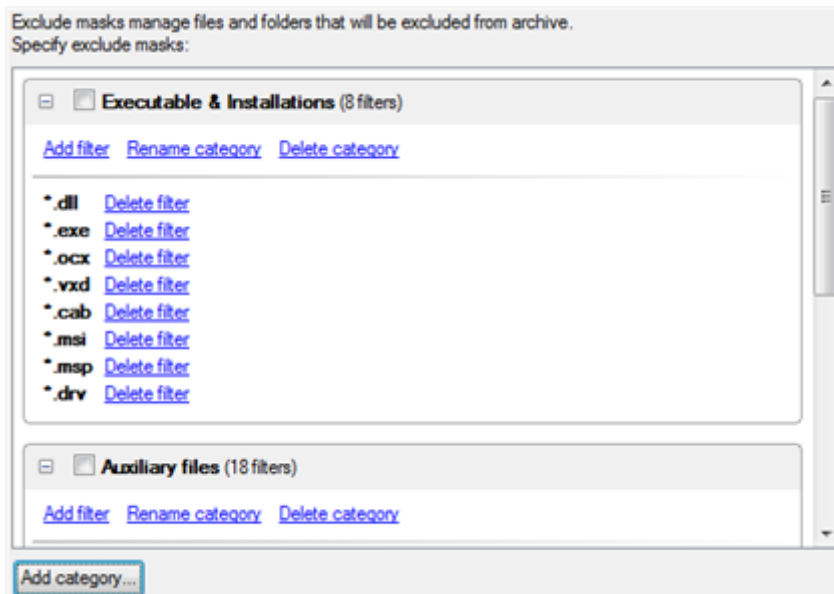 Exclude masks manage files and folders that will be excluded from archive.
Specify exclude masks:
Executable & Installations (8 filters)
Add filter Rename category Delete category
*.dll Delete filter
*.exe Delete filter
*.ocx Delete filter
*.vxd Delete filter
*.cab Delete filter
*.msi Delete filter
*.msp Delete filter
*.drv Delete filter
Auxiliary files (18 filters)
Add filter Rename category Delete category
Add category...